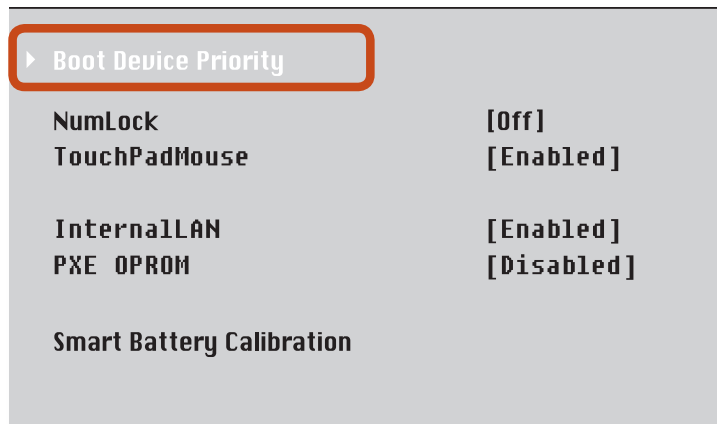 Boot Device Priority
NumLock [Off]
TouchPadMouse [Enabled]
InternalLAN [Enabled]
PXE OPROM [Disabled]
Smart Battery Calibration